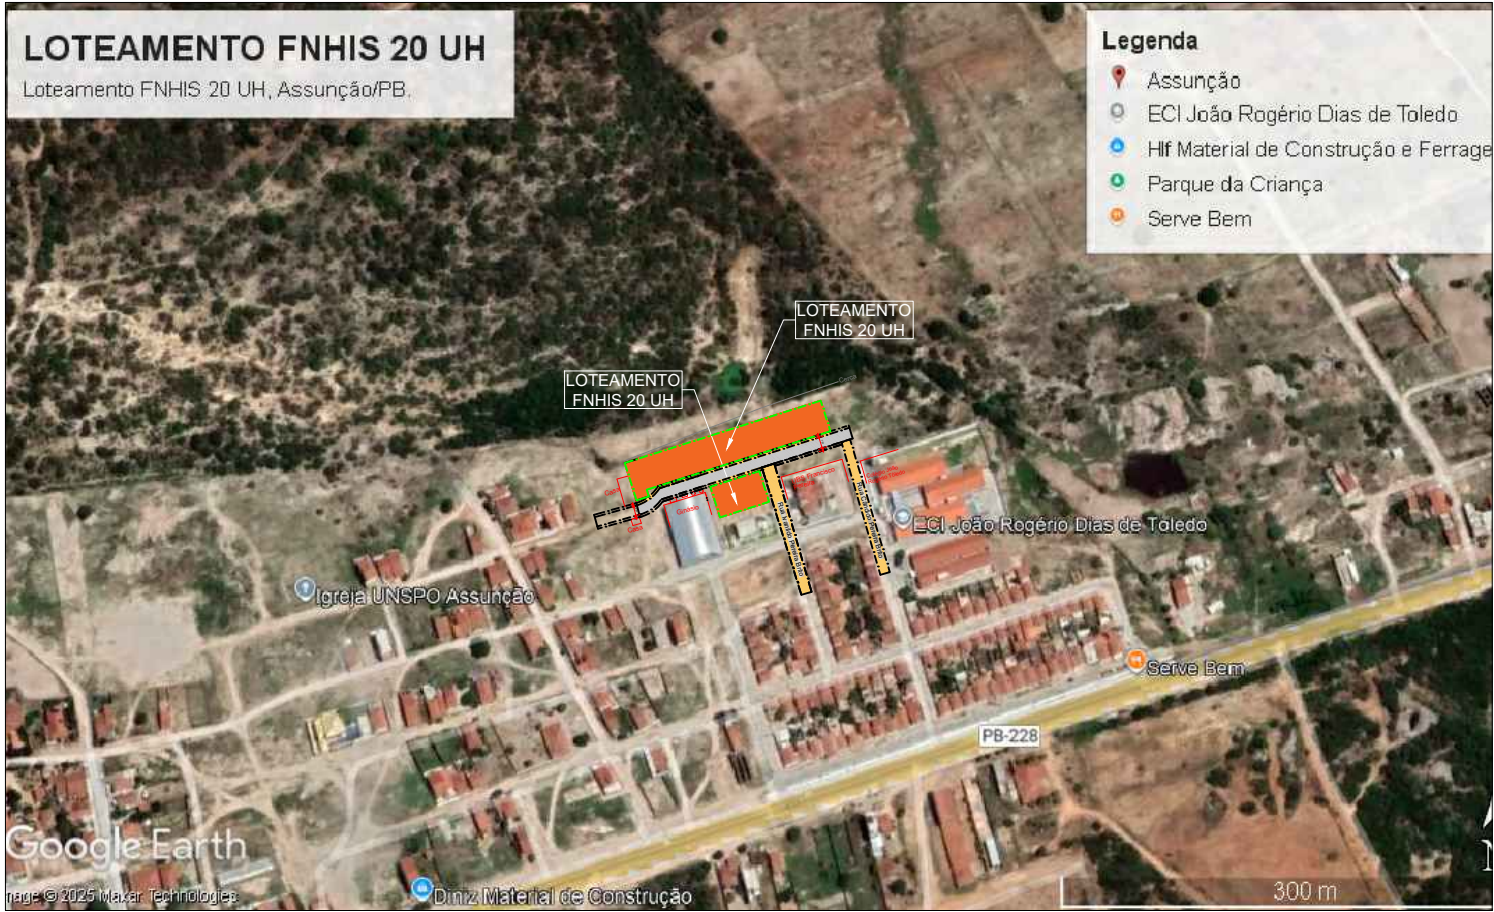 LOTEAMENTO FNHIS 20 UH
Loteamento FNHIS 20 UH, Assunção/PB.
Legenda
Assunção
ECI João Rogério Dias de Toledo
Hlf Material de Construção e Ferrage
Parque da Criança
Serve Bem
LOTEAMENTO
FNHIS 20 UH
LOTEAMENTO
FNHIS 20 UH
Cerca
Ginásio
ECI João Rogério Dias de Toledo
Igreja UNSPO Assunção
Serve Bem
PB-228
Google Earth
mage © 2025 Maxar Technologies
Diniz Material de Construção
300 m
N